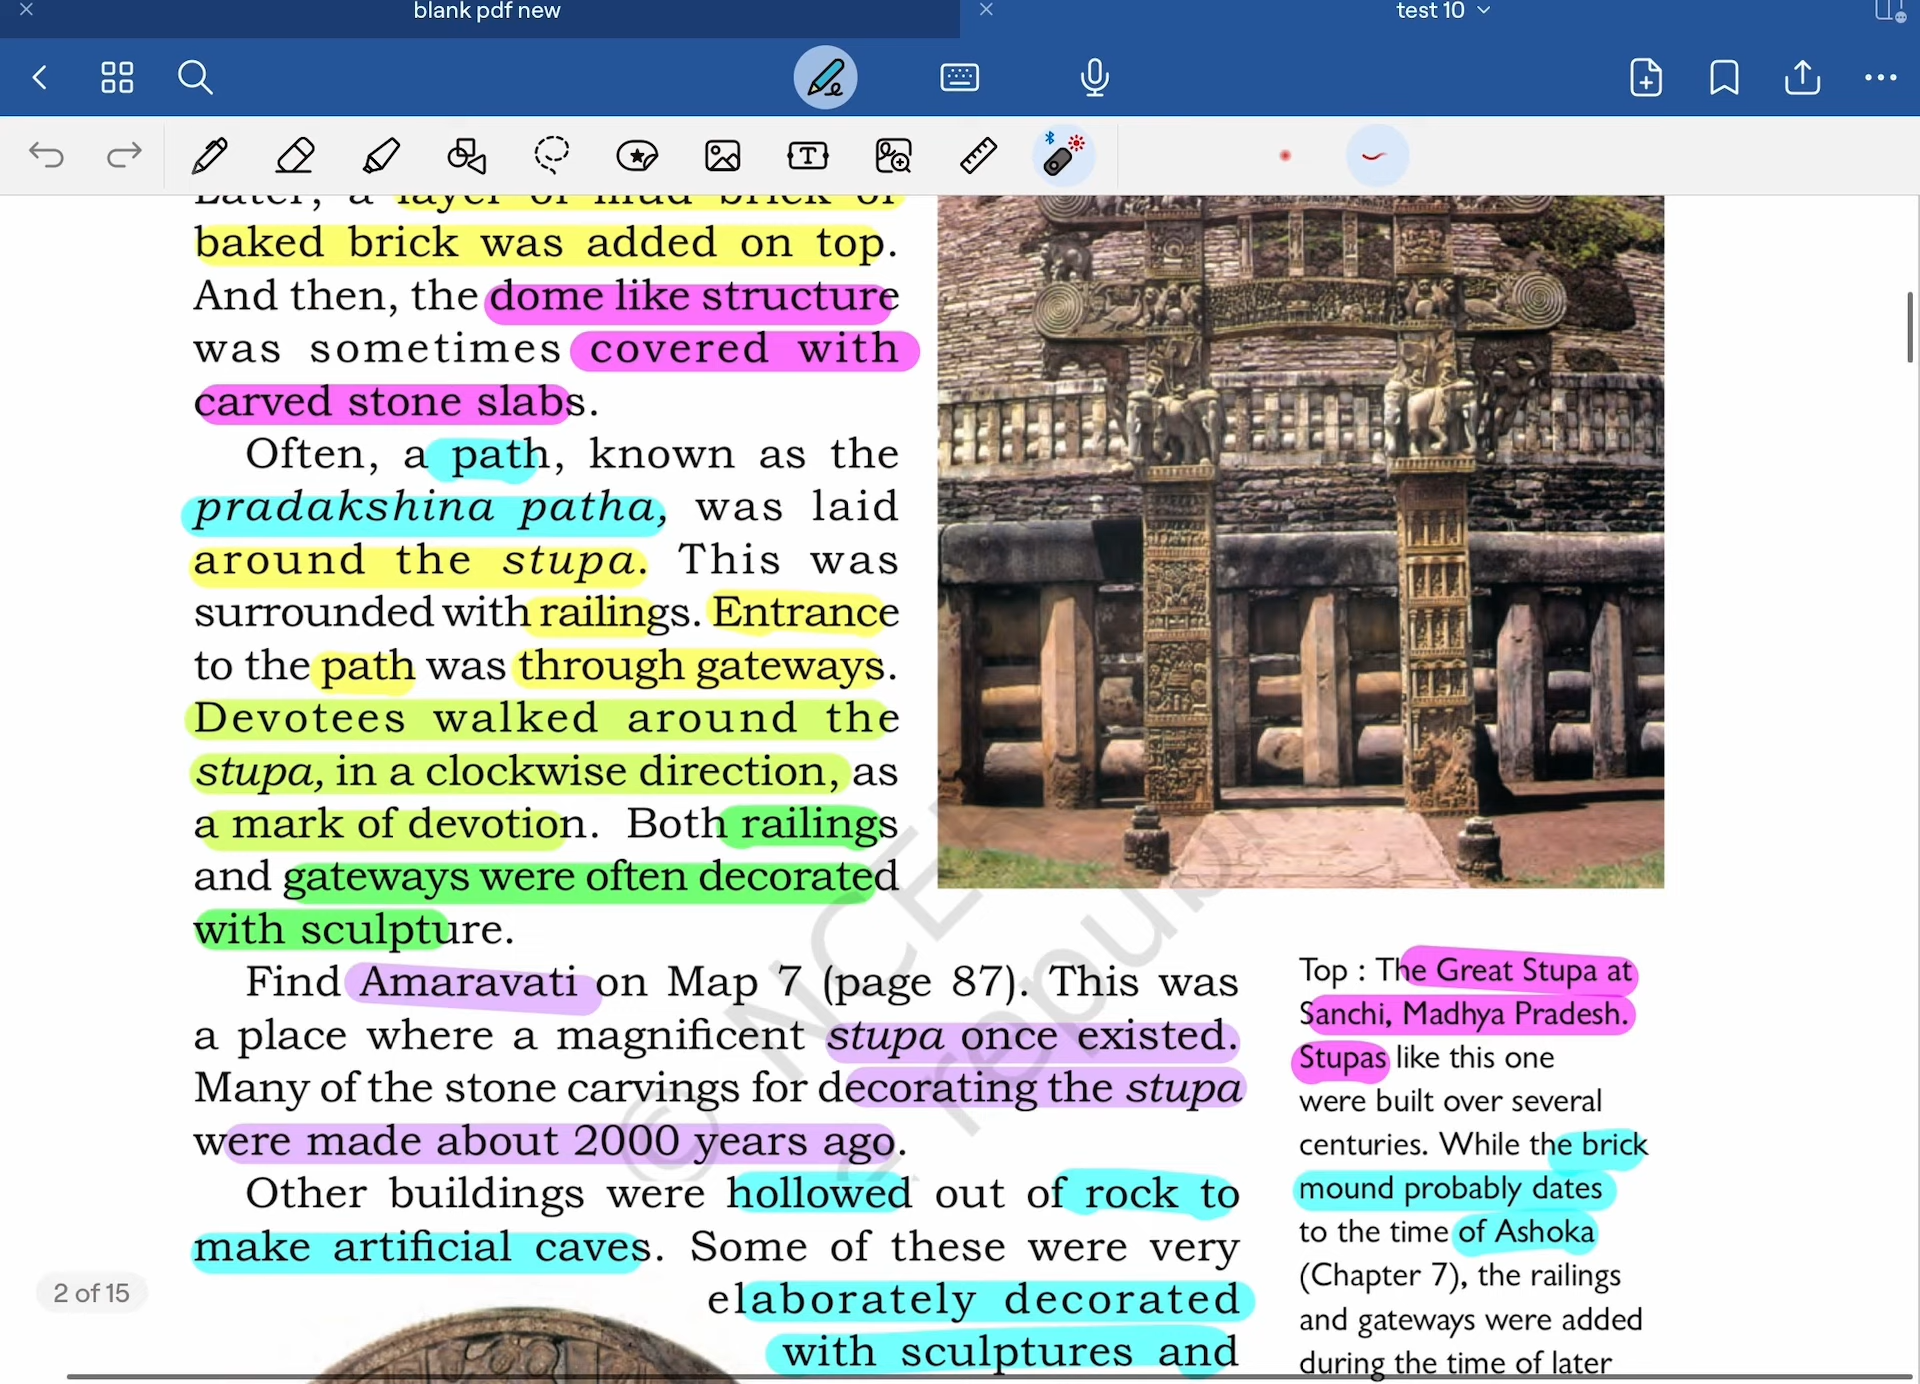 blank pdf new
test 10
Later, a layer of mud brick or
baked brick was added on top.
And then, the dome like structure
was sometimes covered with
carved stone slabs.
Often, a path, known as the
pradakshina patha, was laid
around the stupa. This was
surrounded with railings. Entrance
to the path was through gateways.
Devotees walked around the
stupa, in a clockwise direction, as
a mark of devotion. Both railings
and gateways were often decorated
with sculpture.
Find Amaravati on Map 7 (page 87). This was
a place where a magnificent stupa once existed.
Many of the stone carvings for decorating the stupa
were made about 2000 years ago.
Other buildings were hollowed out of rock to
make artificial caves. Some of these were very
elaborately decorated
with sculptures and
Top : The Great Stupa at
Sanchi, Madhya Pradesh.
Stupas like this one
were built over several
centuries. While the brick
mound probably dates
to the time of Ashoka
(Chapter 7), the railings
and gateways were added
during the time of later
2 of 15